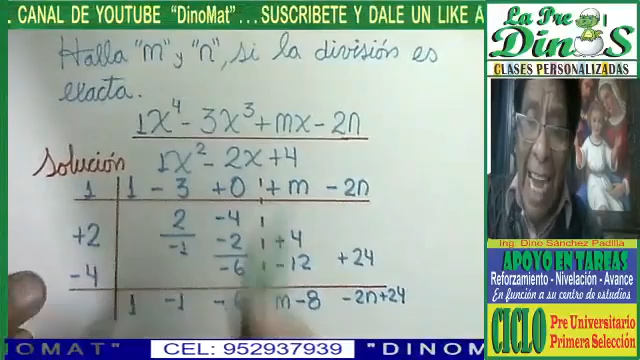 . CANAL DE YOUTUBE "DinoMat"...SUSCRIBETE Y DALE UN LIKE A
La Pre
DinoS
CLASES PERSONALIZADAS
Halla "m" y "n", si la división es
exacta.
1x⁴ - 3x³ + mx - 2n
1x² - 2x + 4
Solución
1 1 - 3 +0 + m - 2n
2 -4
+2 -1 -2 +4
-6 -12 +24
-4
1 -1 -6 m - 8 -2n+24
Ing. Dino Sánchez Padilla
APOYO EN TAREAS
Reforzamiento - Nivelación - Avance
En función a su centro de estudios
CICLO Pre Universitario
Primera Selección
NOMAT" CEL: 952937939 "DINOM